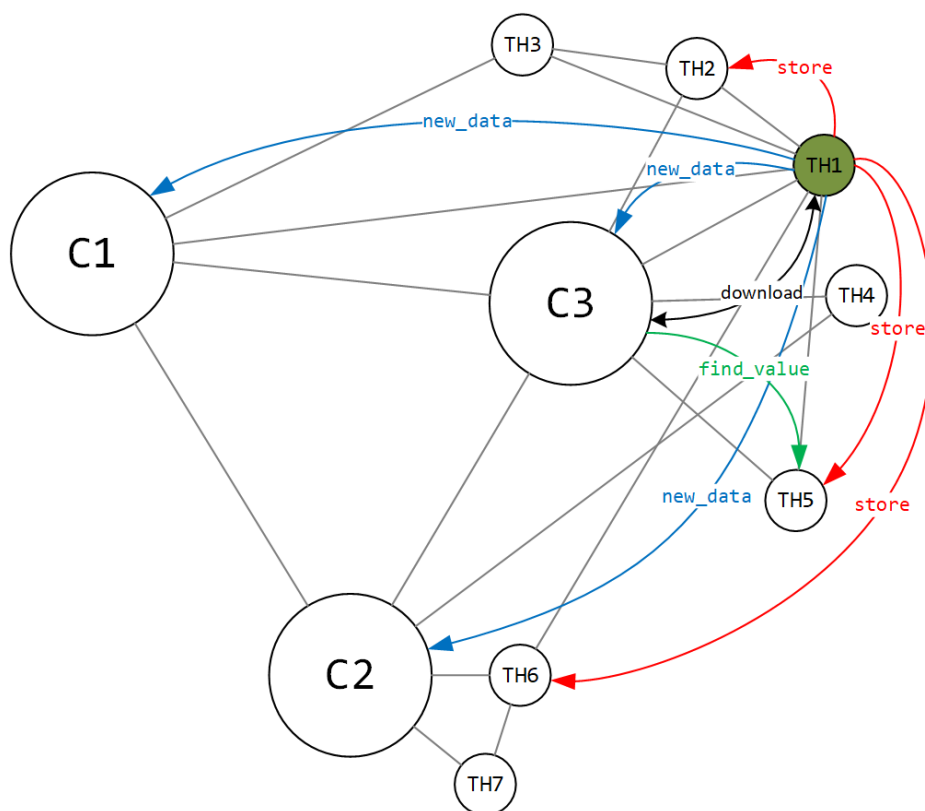 TH3
TH2
store
new_data
TH1
new_data
C1
C3
download
TH4
store
find_value
new_data
TH5
store
C2
TH6
TH7